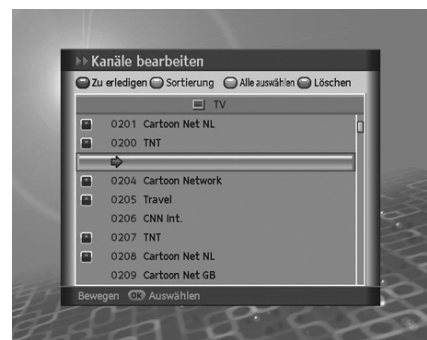 Kanäle bearbeiten
Zu erledigen Sortierung Alle auswählen Löschen
TV
0201 Cartoon Net NL
0200 TNT
0204 Cartoon Network
0205 Travel
0206 CNN Int.
0207 TNT
0208 Cartoon Net NL
0209 Cartoon Net GB
Bewegen OK Auswählen